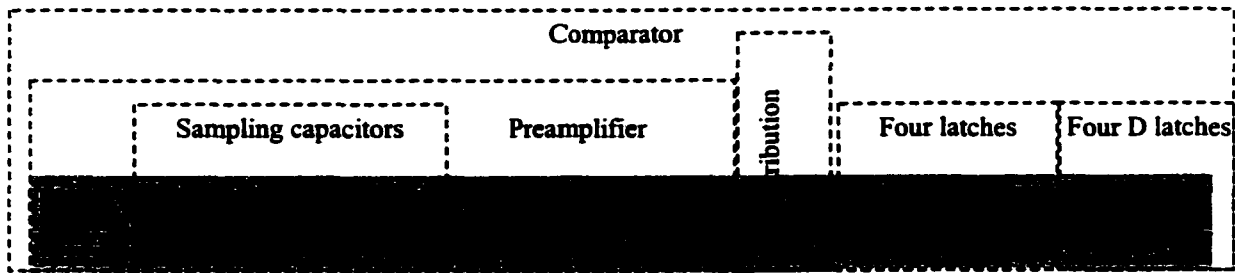 Comparator
Sampling capacitors
Preamplifier
ribution
Four latches
Four D latches